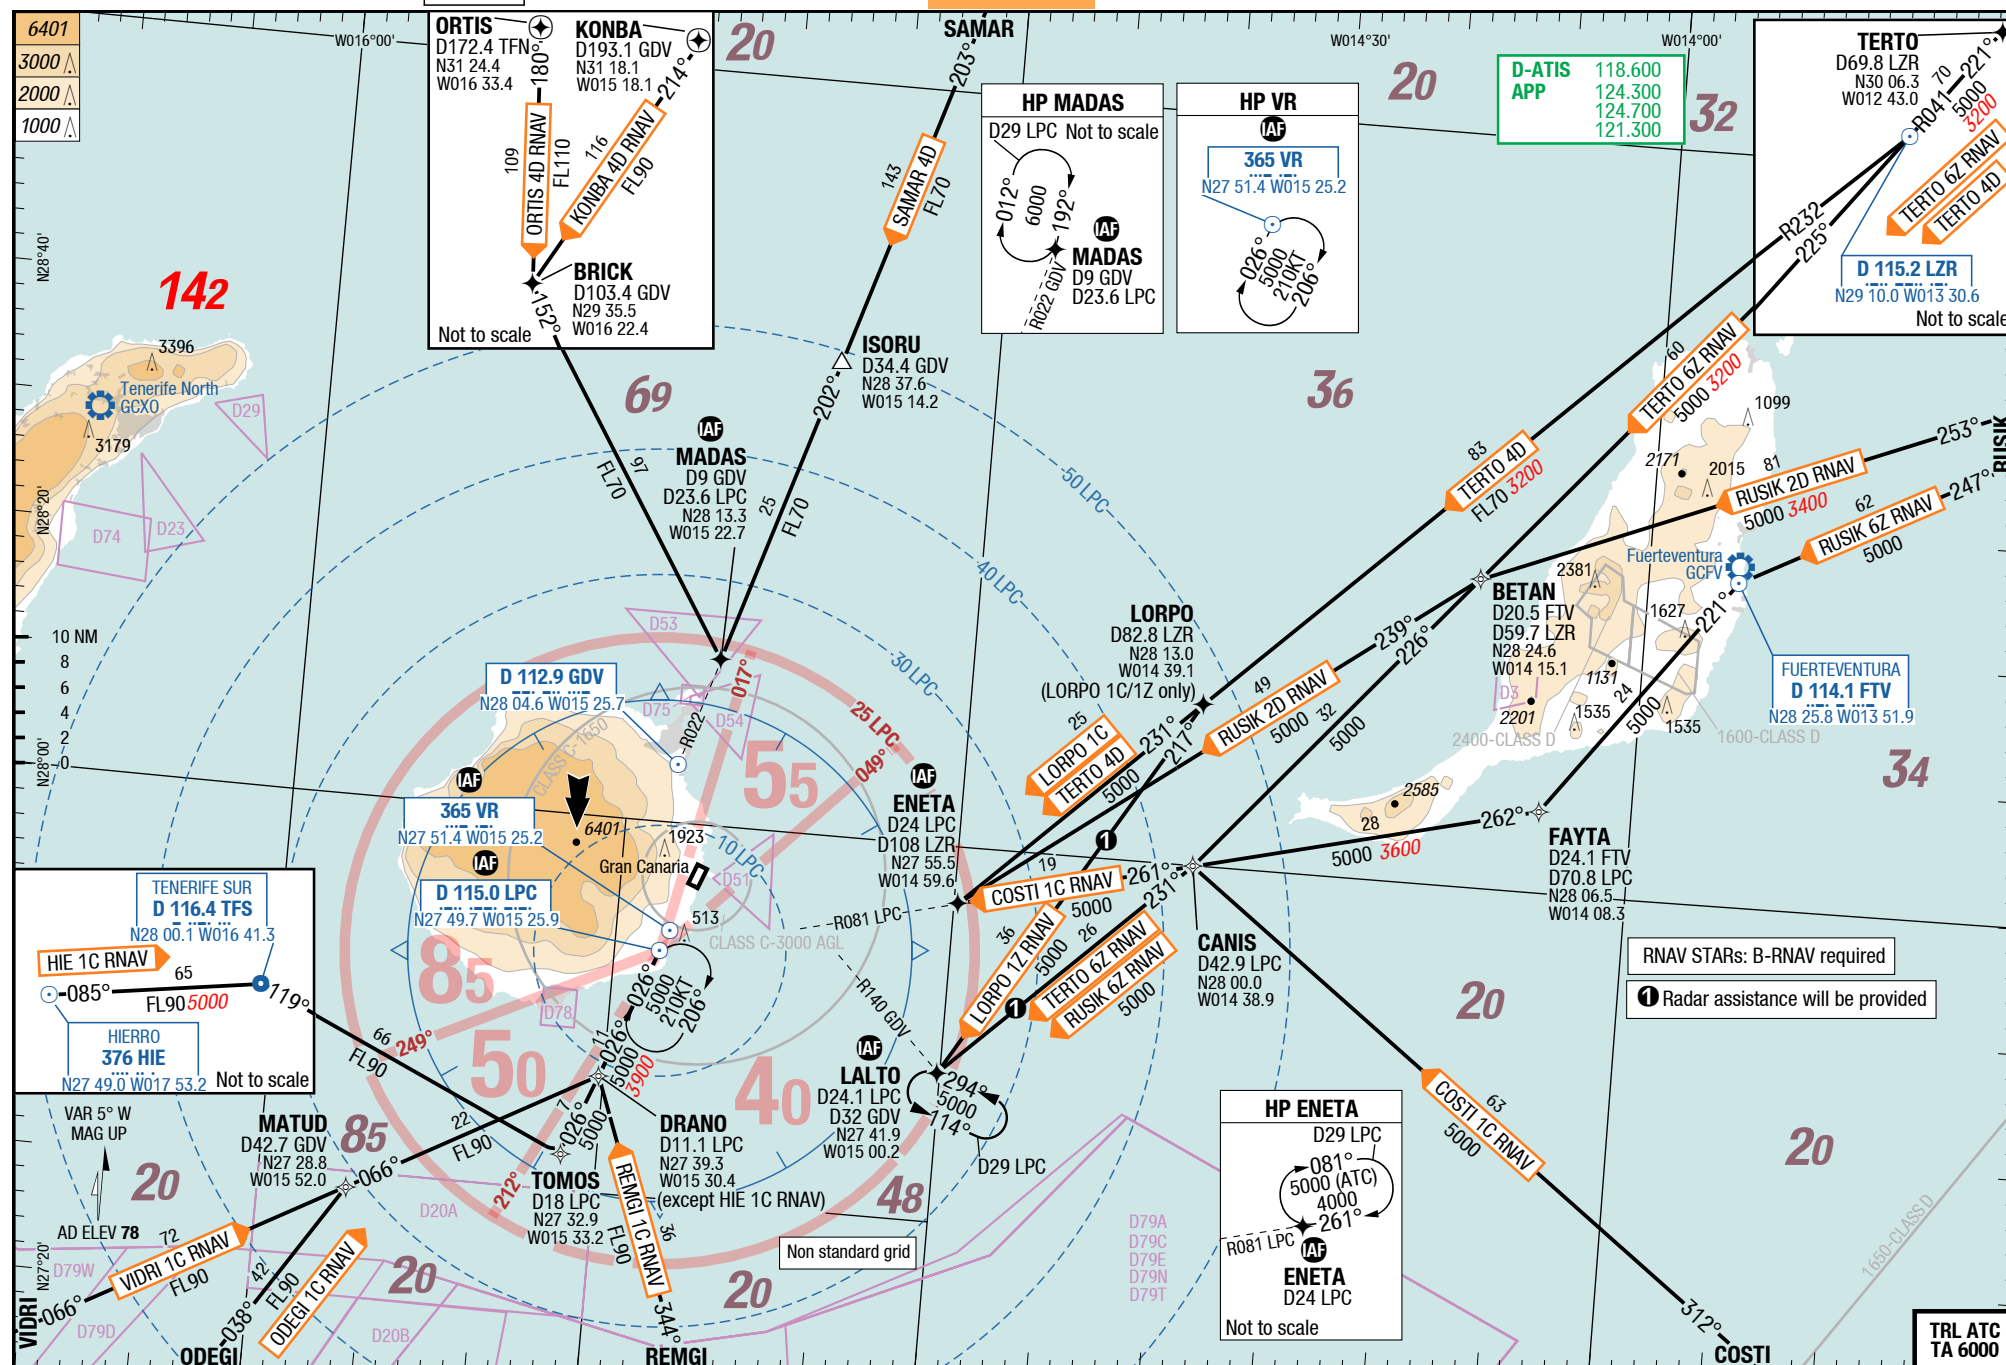 6401
3000
2000
1000
W016°00'
ORTIS
D172.4 TFN
N31 24.4
W016 33.4
KONBA
D193.1 GDV
N31 18.1
W015 18.1
180°
214°
109
ORTIS 4D RNAV
FL110
116
KONBA 4D RNAV
FL90
BRICK
D103.4 GDV
N29 35.5
W016 22.4
152°
Not to scale
20
SAMAR
203°
143
SAMAR 4D
FL70
HP MADAS
D29 LPC Not to scale
012°
6000
192°
IAF
MADAS
D9 GDV
D23.6 LPC
R022 GDV
HP VR
IAF
365 VR
N27 51.4 W015 25.2
026°
5000
210KT
206°
W014°30'
20
D-ATIS 118.600
APP 124.300
124.700
121.300
W014°00'
32
TERTO
D69.8 LZR
N30 06.3
W012 43.0
221°
70
R041
5000
3200
TERTO 6Z RNAV
TERTO 4D
R232
225°
D 115.2 LZR
N29 10.0 W013 30.6
Not to scale
N28°40'
142
3396
Tenerife North
GCXO
3179
D29
D74
D23
N28°20'
69
ISORU
D34.4 GDV
N28 37.6
W015 14.2
202°
97
FL70
25
FL70
IAF
MADAS
D9 GDV
D23.6 LPC
N28 13.3
W015 22.7
50 LPC
40 LPC
30 LPC
36
83
TERTO 4D
FL70 3200
60
TERTO 6Z RNAV
5000 3200
1099
2171
2015
81
RUSIK 2D RNAV
5000 3400
253°
RUSIK
247°
62
RUSIK 6Z RNAV
5000
Fuerteventura
GCFV
2381
1627
221°
BETAN
D20.5 FTV
D59.7 LZR
N28 24.6
W014 15.1
D3
1131
2201
24
5000
1535
1535
2400-CLASS D
1600-CLASS D
FUERTEVENTURA
D 114.1 FTV
N28 25.8 W013 51.9
34
10 NM
8
6
4
2
0
N28°00'
D53
D 112.9 GDV
N28 04.6 W015 25.7
D75
D54
R022
017°
25 LPC
049°
55
CLASS C-1650
LORPO
D82.8 LZR
N28 13.0
W014 39.1
(LORPO 1C/1Z only)
239°
226°
49
RUSIK 2D RNAV
5000
32
5000
25
LORPO 1C
TERTO 4D
5000
231°
217°
2585
28
5000 3600
262°
FAYTA
D24.1 FTV
D70.8 LPC
N28 06.5
W014 08.3
IAF
365 VR
N27 51.4 W015 25.2
IAF
D 115.0 LPC
N27 49.7 W015 25.9
6401
1923
Gran Canaria
10 LPC
D51
513
CLASS C-3000 AGL
IAF
ENETA
D24 LPC
D108 LZR
N27 55.5
W014 59.6
R081 LPC
1
19
COSTI 1C RNAV
5000
261°
231°
36
LORPO 1Z RNAV
5000
26
TERTO 6Z RNAV
RUSIK 6Z RNAV
5000
1
CANIS
D42.9 LPC
N28 00.0
W014 38.9
RNAV STARs: B-RNAV required
1 Radar assistance will be provided
20
TENERIFE SUR
D 116.4 TFS
N28 00.1 W016 41.3
HIE 1C RNAV
65
085°
FL90 5000
119°
HIERRO
376 HIE
N27 49.0 W017 53.2
Not to scale
66
FL90
249°
85
50
40
D78
026°
5000
210KT
206°
11
026°
5000
3900
R140 GDV
IAF
LALTO
D24.1 LPC
D32 GDV
N27 41.9
W015 00.2
294°
5000
114°
D29 LPC
VAR 5° W
MAG UP
AD ELEV 78
20
MATUD
D42.7 GDV
N27 28.8
W015 52.0
85
22
FL90
066°
7
026°
5000
TOMOS
D18 LPC
N27 32.9
W015 33.2
212°
DRANO
D11.1 LPC
N27 39.3
W015 30.4
(except HIE 1C RNAV)
48
D20A
REMGI 1C RNAV
36
FL90
344°
REMGI
N27°20'
D79W
72
VIDRI 1C RNAV
FL90
066°
VIDRI
D79D
42
FL90
ODEGI 1C RNAV
038°
ODEGI
20
D20B
20
Non standard grid
D79A
D79C
D79E
D79N
D79T
HP ENETA
D29 LPC
081°
5000 (ATC)
4000
261°
R081 LPC
IAF
ENETA
D24 LPC
Not to scale
63
COSTI 1C RNAV
5000
312°
COSTI
20
1650-CLASS D
TRL ATC
TA 6000